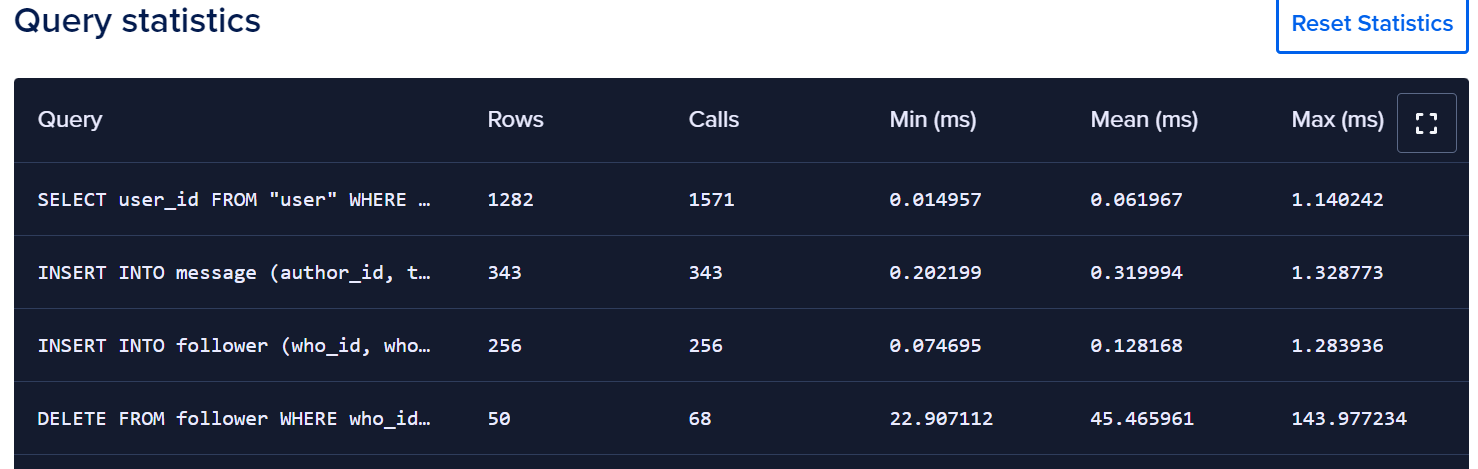 Query statistics
Reset Statistics
Query Rows Calls Min (ms) Mean (ms) Max (ms)
SELECT user_id FROM "user" WHERE … 1282 1571 0.014957 0.061967 1.140242
INSERT INTO message (author_id, t… 343 343 0.202199 0.319994 1.328773
INSERT INTO follower (who_id, who… 256 256 0.074695 0.128168 1.283936
DELETE FROM follower WHERE who_id… 50 68 22.907112 45.465961 143.977234